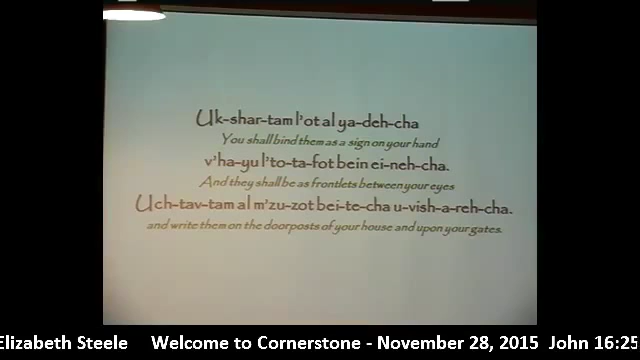 Uk-shar-tam l'ot al ya-deh-cha
You shall bind them as a sign on your hand
v'ha-yu l'to-ta-fot bein ei-neh-cha.
And they shall be as frontlets between your eyes
Uch-tav-tam al m'zu-zot bei-te-cha u-vish-a-reh-cha.
and write them on the doorposts of your house and upon your gates.
Elizabeth Steele Welcome to Cornerstone - November 28, 2015 John 16:25